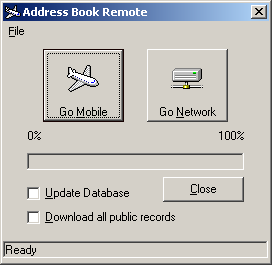 Address Book Remote
File
Go Mobile
Go Network
0%
100%
Update Database
Close
Download all public records
Ready